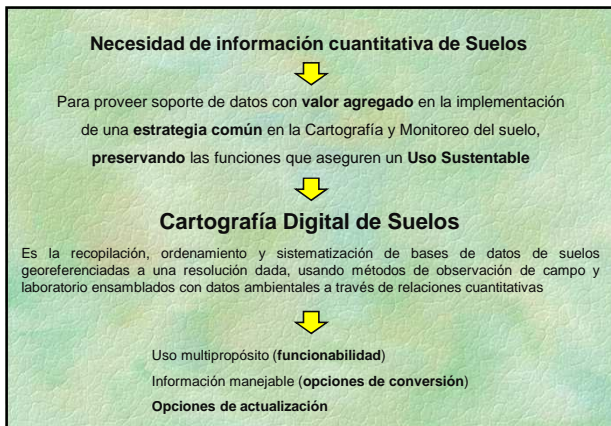 Necesidad de información cuantitativa de Suelos
Para proveer soporte de datos con valor agregado en la implementación
de una estrategia común en la Cartografía y Monitoreo del suelo,
preservando las funciones que aseguren un Uso Sustentable
Cartografía Digital de Suelos
Es la recopilación, ordenamiento y sistematización de bases de datos de suelos
georeferenciadas a una resolución dada, usando métodos de observación de campo y
laboratorio ensamblados con datos ambientales a través de relaciones cuantitativas
Uso multipropósito (funcionabilidad)
Información manejable (opciones de conversión)
Opciones de actualización